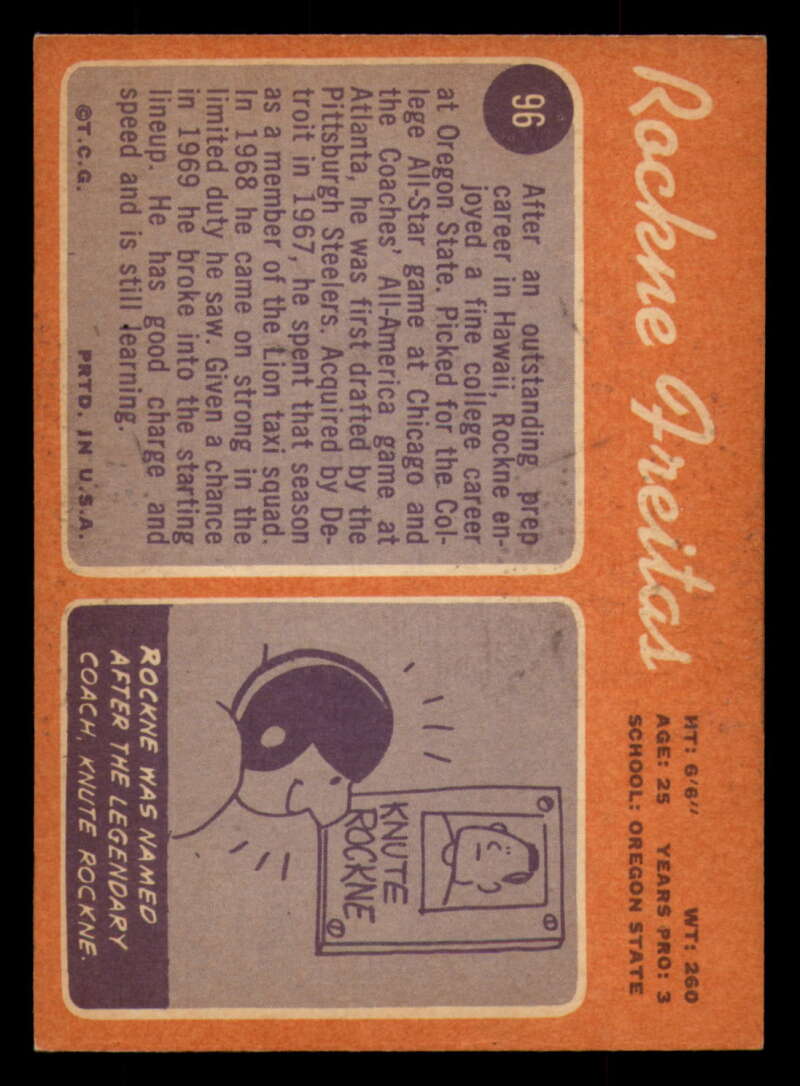 Rockne Freitas
HT: 6'6" WT: 260
AGE: 25 YEARS PRO: 3
SCHOOL: OREGON STATE
96
After an outstanding prep
career in Hawaii, Rockne en-
joyed a fine college career
at Oregon State. Picked for the Col-
lege All-Star game at Chicago and
the Coaches' All-America game at
Atlanta, he was first drafted by the
Pittsburgh Steelers. Acquired by De-
troit in 1967, he spent that season
as a member of the Lion taxi squad.
In 1968 he came on strong in the
limited duty he saw. Given a chance
in 1969 he broke into the starting
lineup. He has good charge and
speed and is still learning.
©T.C.G. PRTD. IN U.S.A.
KNUTE
ROCKNE
ROCKNE WAS NAMED
AFTER THE LEGENDARY
COACH, KNUTE ROCKNE.